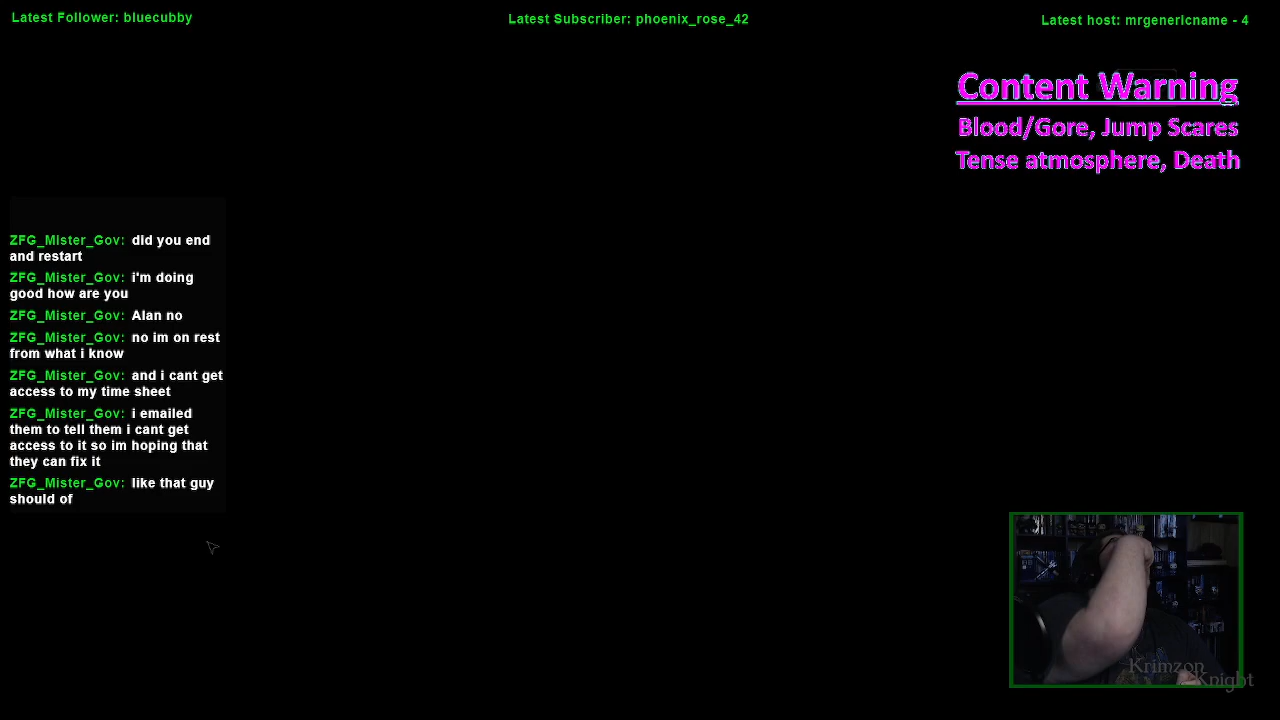 Latest Follower: bluecubby
Latest Subscriber: phoenix_rose_42
Latest host: mrgenericname - 4
Content Warning
Blood/Gore, Jump Scares
Tense atmosphere, Death
ZFG_Mister_Gov: did you end
and restart
ZFG_Mister_Gov: i'm doing
good how are you
ZFG_Mister_Gov: Alan no
ZFG_Mister_Gov: no im on rest
from what i know
ZFG_Mister_Gov: and i cant get
access to my time sheet
ZFG_Mister_Gov: i emailed
them to tell them i cant get
access to it so im hoping that
they can fix it
ZFG_Mister_Gov: like that guy
should of
Krimzon
Knight